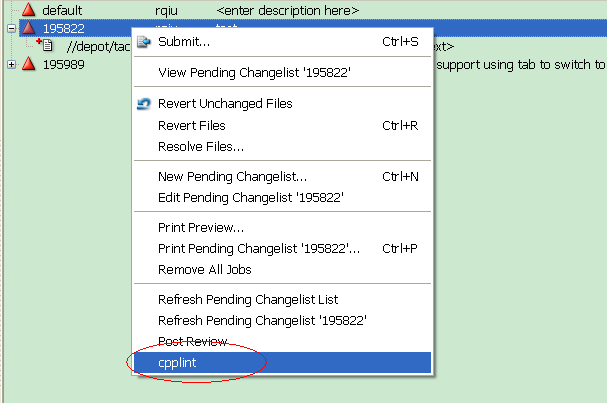 default rqiu <enter description here>
195822 rqiu test
Submit... Ctrl+S
//depot/tac ext>
View Pending Changelist '195822'
195989 support using tab to switch to
Revert Unchanged Files
Revert Files Ctrl+R
Resolve Files...
New Pending Changelist... Ctrl+N
Edit Pending Changelist '195822'
Print Preview...
Print Pending Changelist '195822'... Ctrl+P
Remove All Jobs
Refresh Pending Changelist List
Refresh Pending Changelist '195822'
Post Review
cpplint